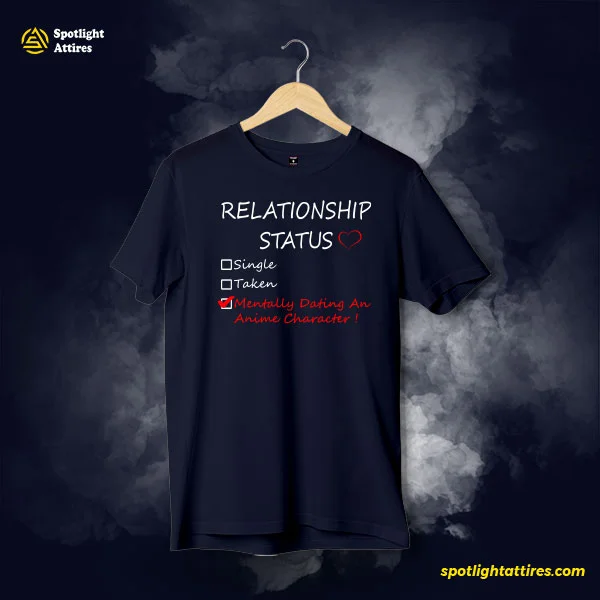 Spotlight
Attires
RELATIONSHIP
STATUS
Single
Taken
Mentally Dating An
Anime Character !
spotlightattires.com